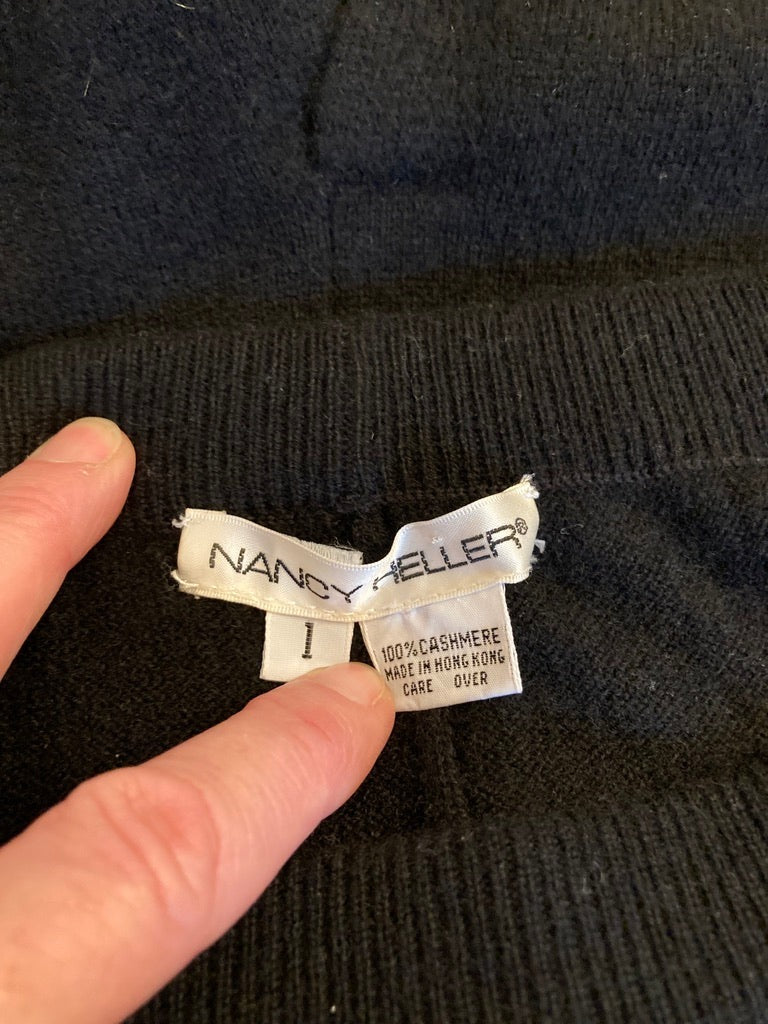 NANCY HELLER®
1
100% CASHMERE
MADE IN HONG KONG
CARE OVER